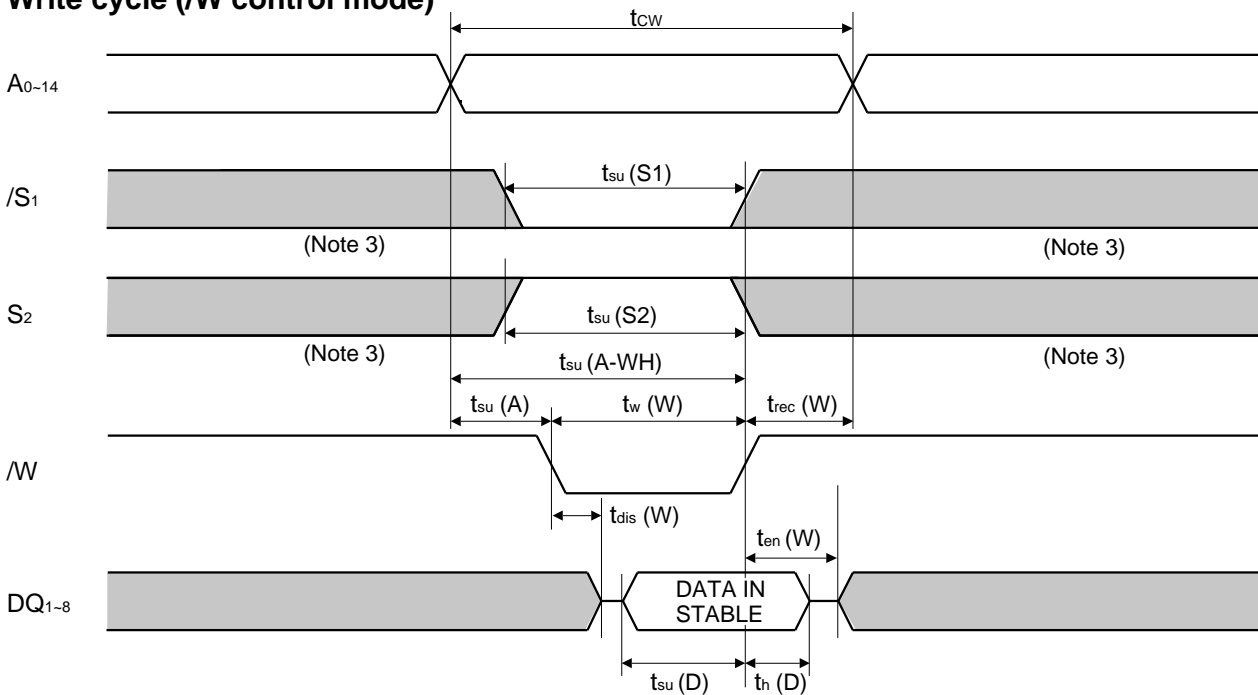 Write cycle (/W control mode)
tCW
A0~14
tsu (S1)
/S1
(Note 3)
(Note 3)
S2
tsu (S2)
(Note 3)
(Note 3)
tsu (A-WH)
tsu (A)
tw (W)
trec (W)
/W
tdis (W)
ten (W)
DQ1~8
DATA IN
STABLE
tsu (D)
th (D)